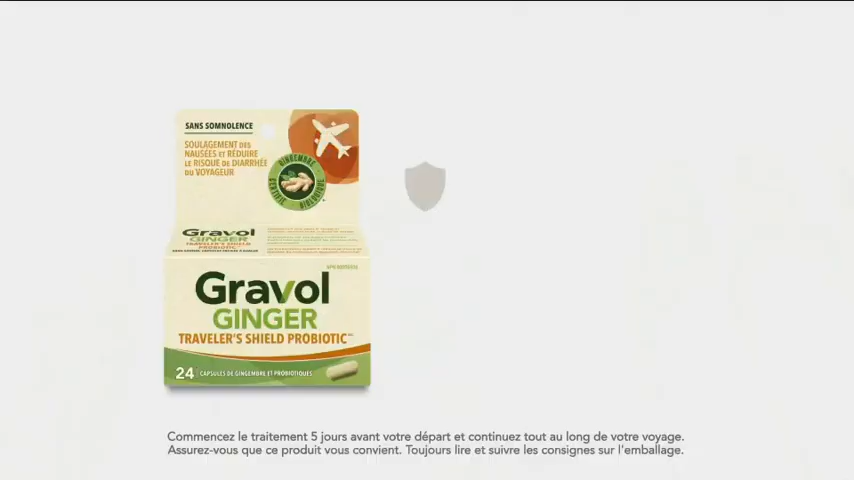 SANS SOMNOLENCE
SOULAGEMENT DES
NAUSÉES ET RÉDUIRE
LE RISQUE DE DIARRHÉE
DU VOYAGEUR
GINGEMBRE
CERTIFIÉ BIOLOGIQUE
Gravol
GINGER
TRAVELER'S SHIELD
PROBIOTIC
Gravol
GINGER
TRAVELER'S SHIELD PROBIOTIC
24 CAPSULES DE GINGEMBRE ET PROBIOTIQUES
Commencez le traitement 5 jours avant votre départ et continuez tout au long de votre voyage.
Assurez-vous que ce produit vous convient. Toujours lire et suivre les consignes sur l'emballage.